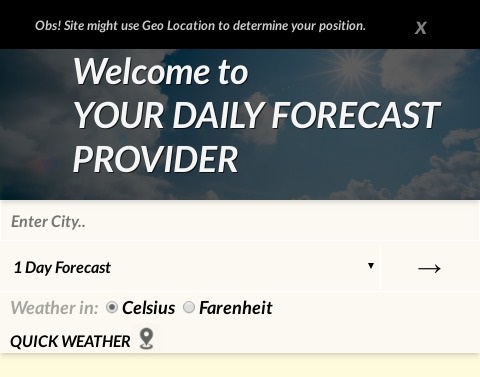 Obs! Site might use Geo Location to determine your position. X
Welcome to
YOUR DAILY FORECAST
PROVIDER
Enter City..
1 Day Forecast
Weather in: Celsius Farenheit
QUICK WEATHER